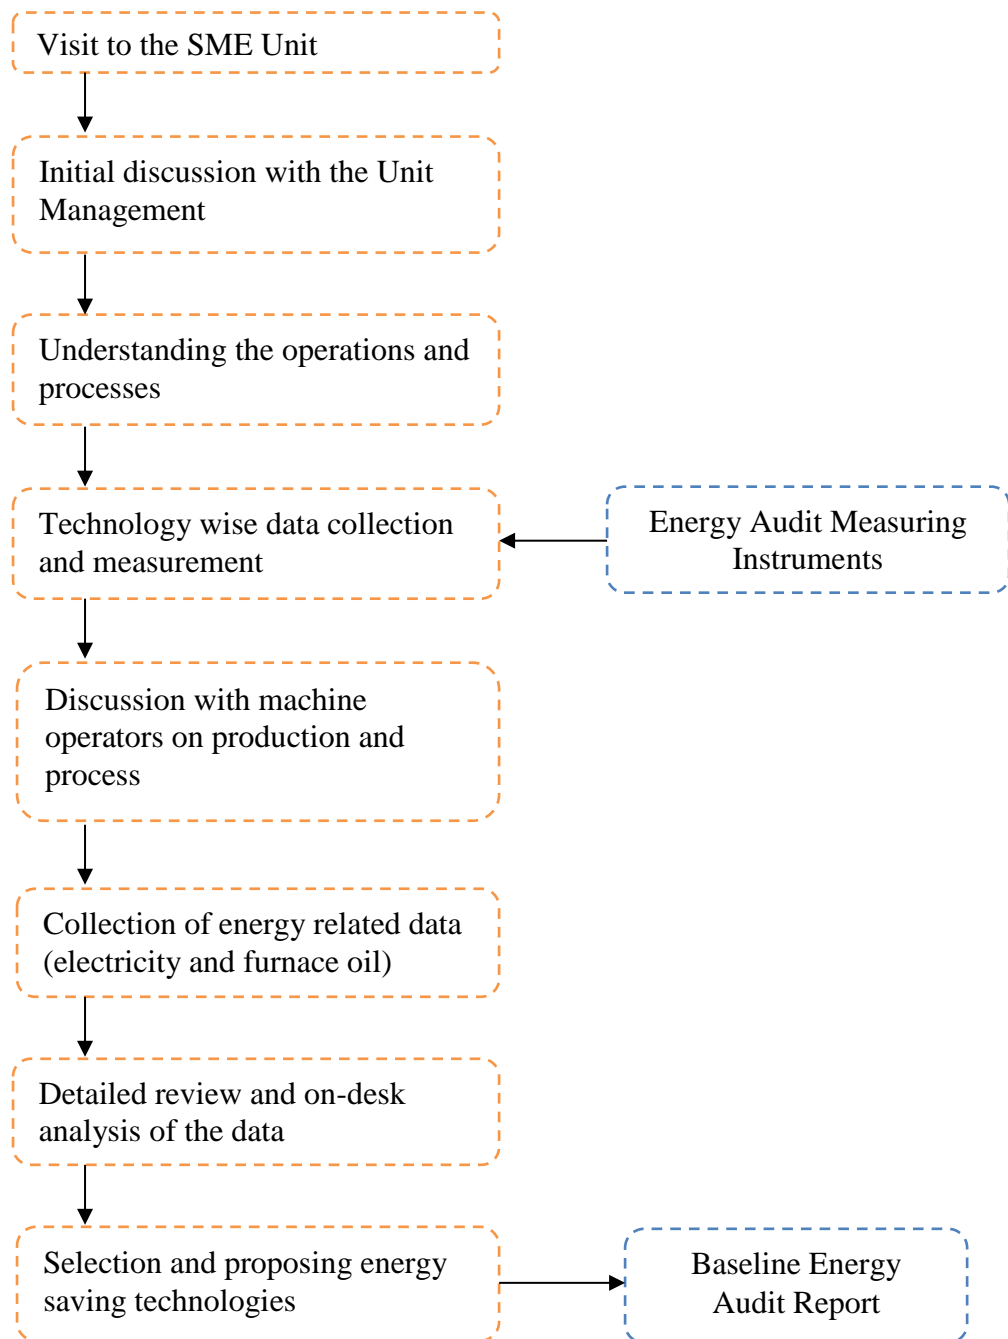 Visit to the SME Unit
Initial discussion with the Unit
Management
Understanding the operations and
processes
Technology wise data collection
and measurement
Energy Audit Measuring
Instruments
Discussion with machine
operators on production and
process
Collection of energy related data
(electricity and furnace oil)
Detailed review and on-desk
analysis of the data
Selection and proposing energy
saving technologies
Baseline Energy
Audit Report